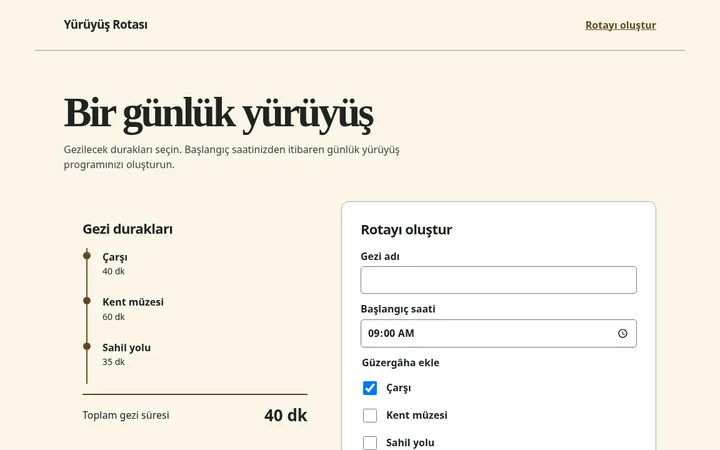 Yürüyüş Rotası
Rotayı oluştur
Bir günlük yürüyüş
Gezilecek durakları seçin. Başlangıç saatinizden itibaren günlük yürüyüş
programınızı oluşturun.
Gezi durakları
Çarşı
40 dk
Kent müzesi
60 dk
Sahil yolu
35 dk
Toplam gezi süresi
40 dk
Rotayı oluştur
Gezi adı
Başlangıç saati
09:00 AM
Güzergâha ekle
Çarşı
Kent müzesi
Sahil yolu